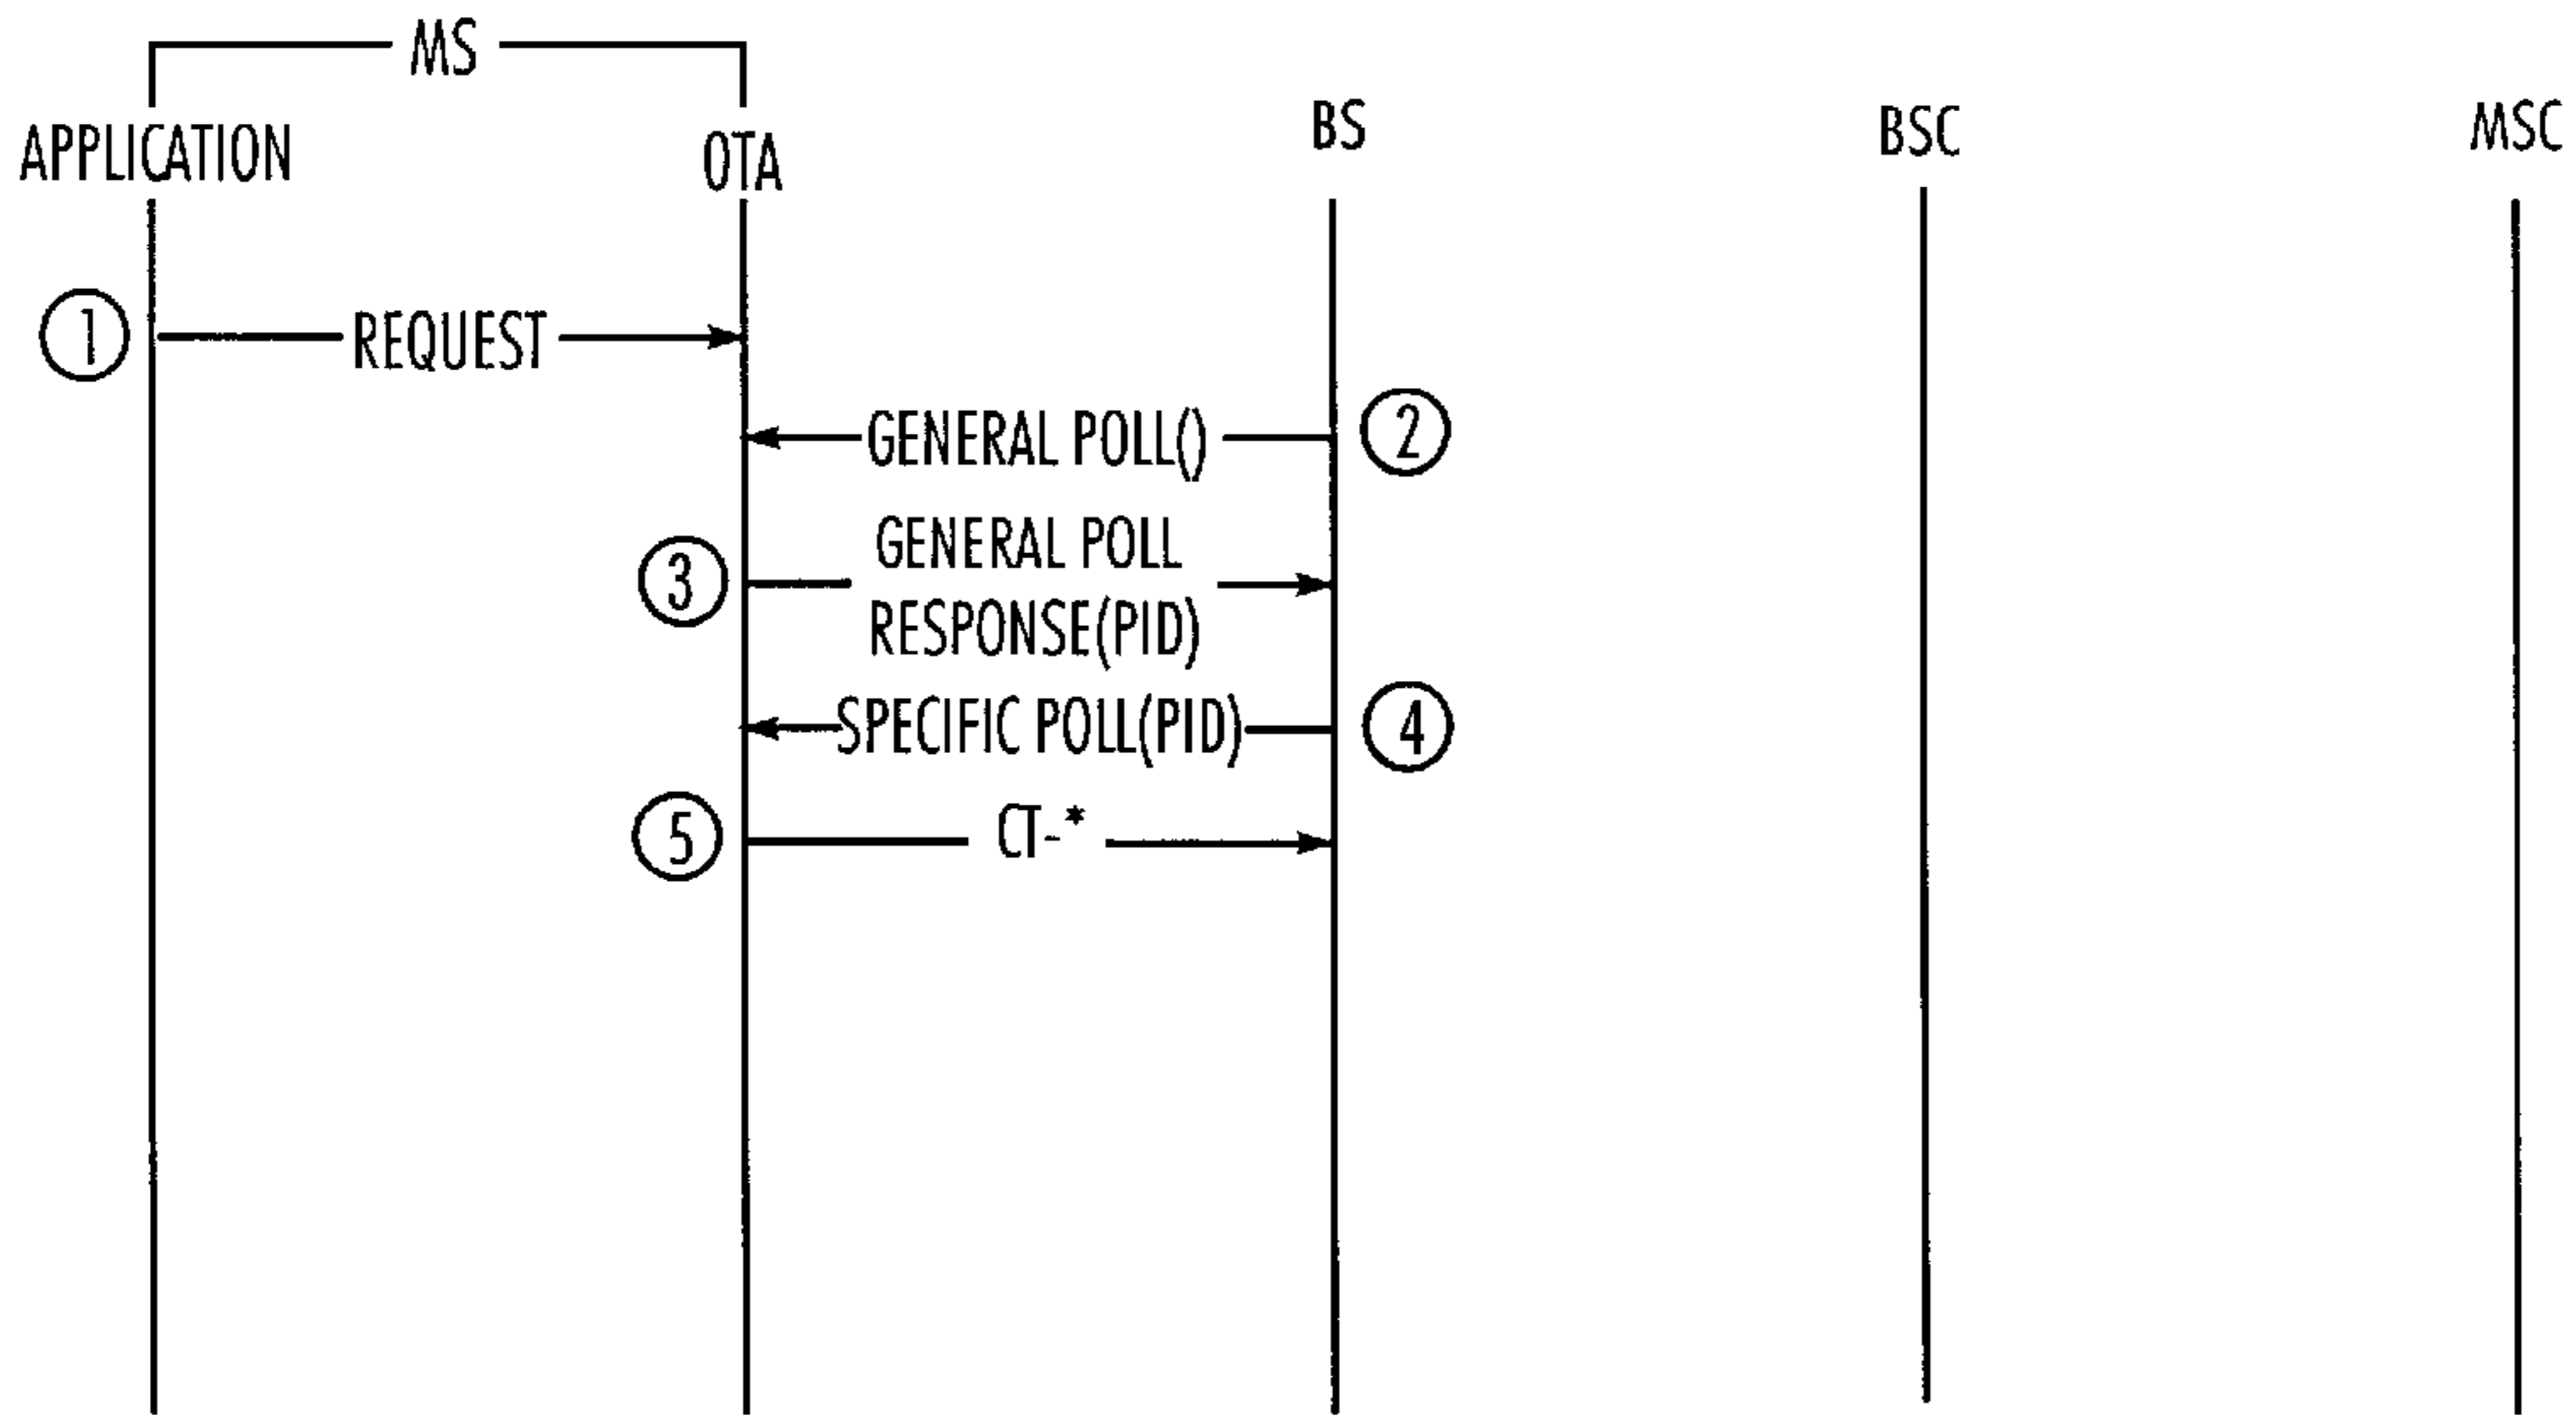 MS
APPLICATION
OTA
BS
BSC
MSC
1
REQUEST
GENERAL POLL()
2
3
GENERAL POLL
RESPONSE(PID)
SPECIFIC POLL(PID)
4
5
CT-*